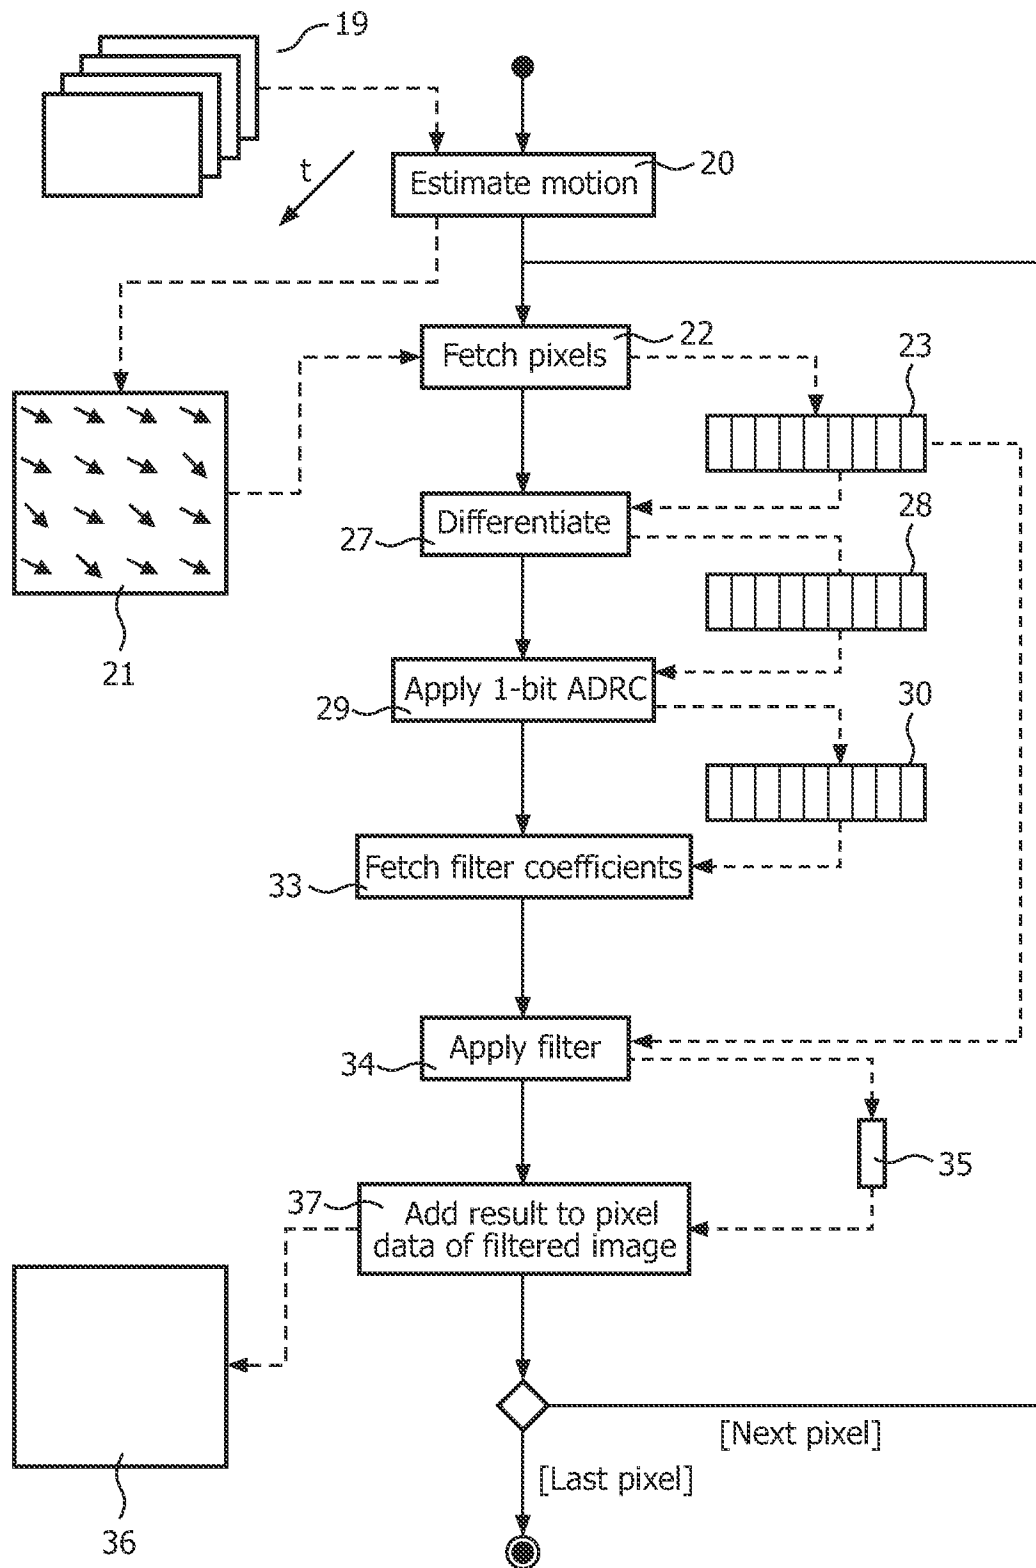 19
t
Estimate motion
20
Fetch pixels
22
23
21
Differentiate
27
28
Apply 1-bit ADRC
29
30
Fetch filter coefficients
33
Apply filter
34
35
37
Add result to pixel
data of filtered image
36
[Next pixel]
[Last pixel]